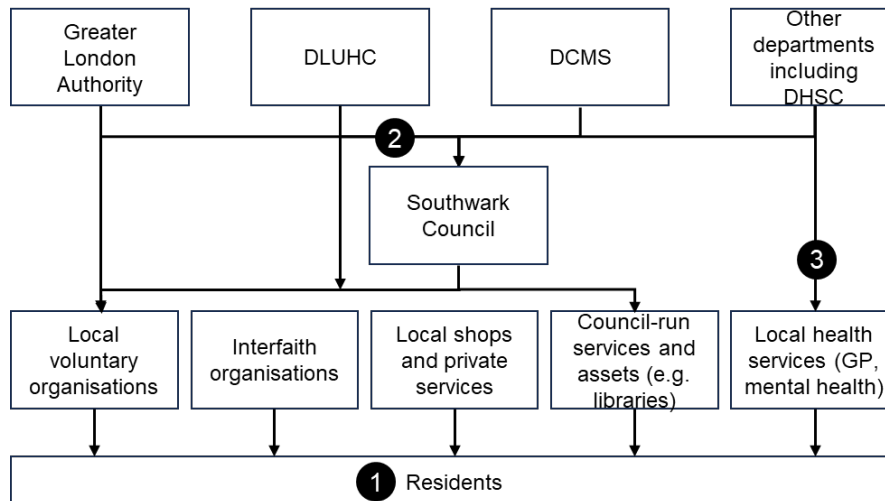 Greater
London
Authority
DLUHC
DCMS
Other
departments
including
DHSC
2
Southwark
Council
3
Local
voluntary
organisations
Interfaith
organisations
Local shops
and private
services
Council-run
services and
assets (e.g.
libraries)
Local health
services (GP,
mental health)
1 Residents